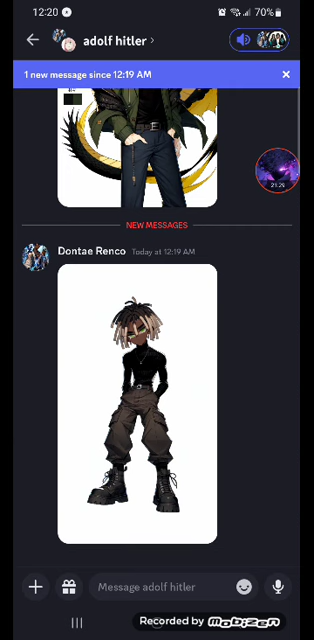 12:20
70%
adolf hitler
1 new message since 12:19 AM
21:29
NEW MESSAGES
Dontae Renco Today at 12:19 AM
Message adolf hitler
Recorded by Mobizen